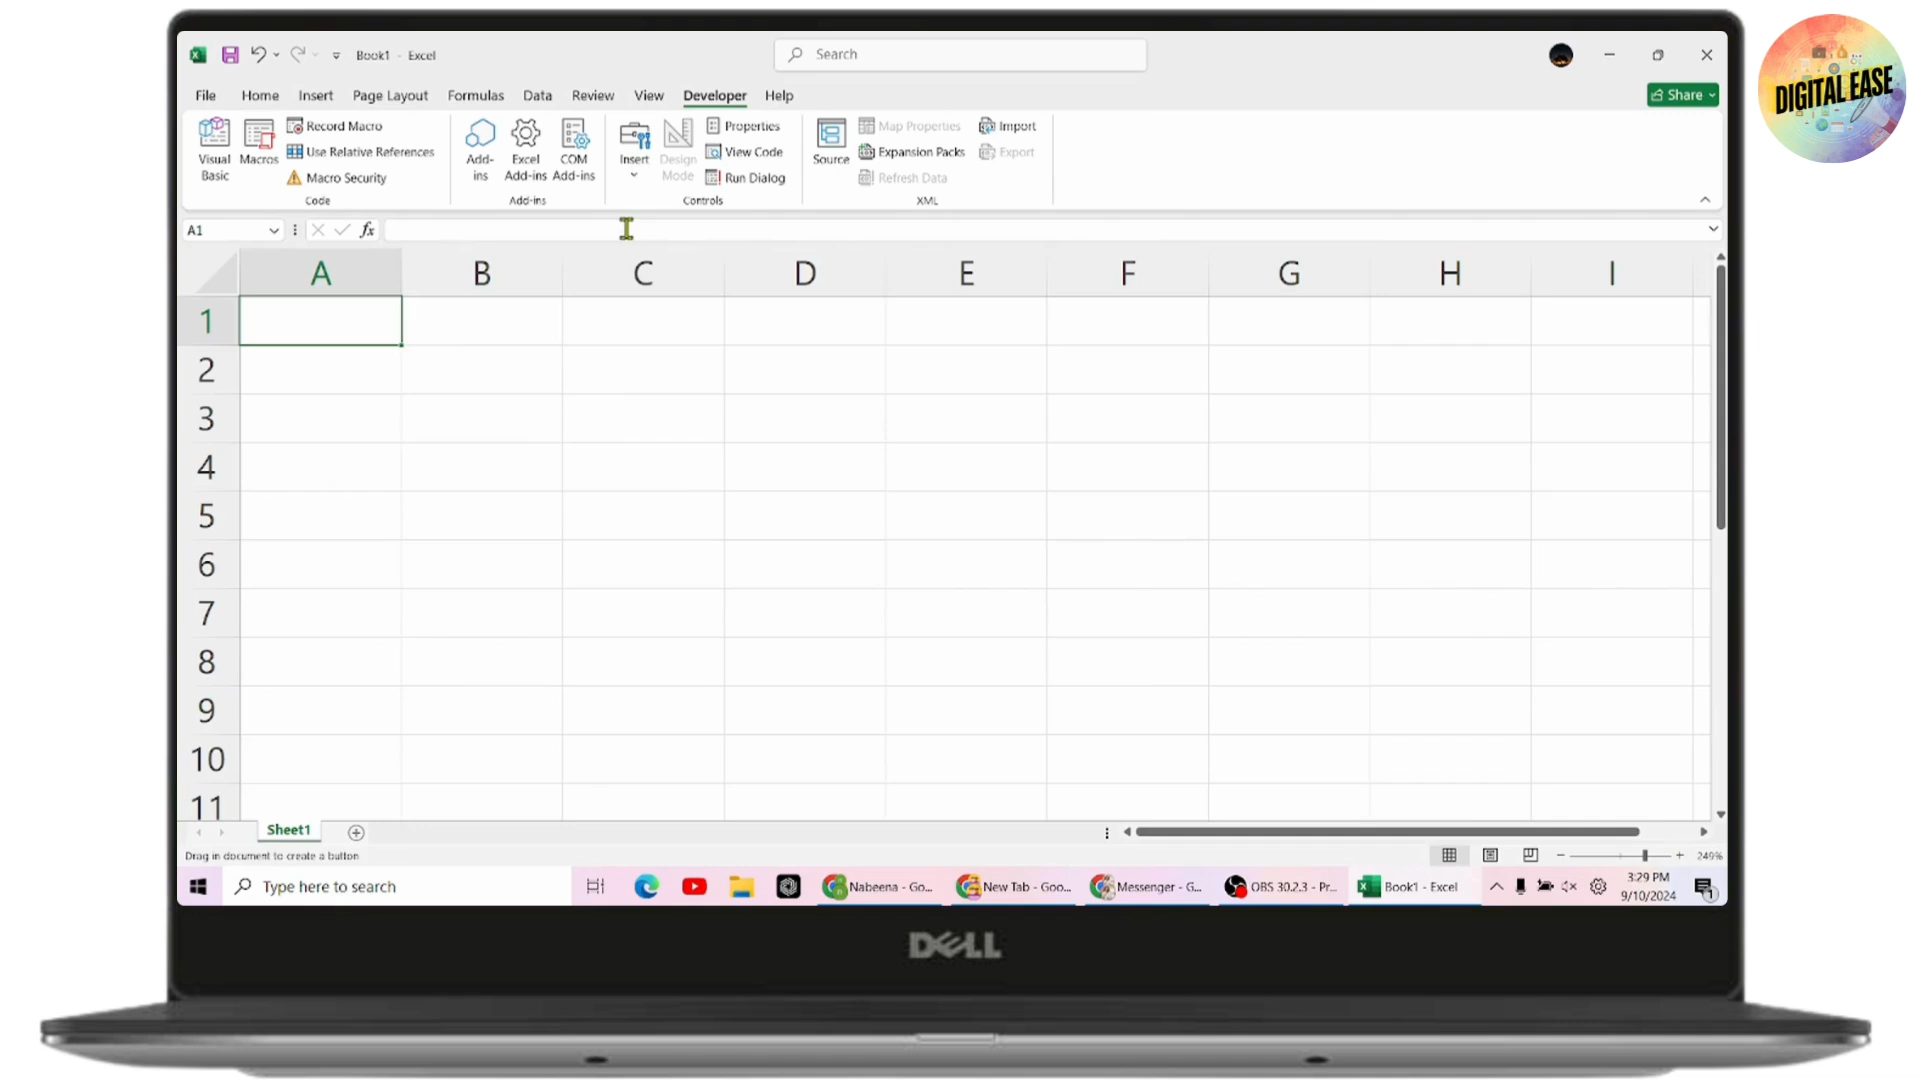 Book1 - Excel
Search
DIGITAL EASE
File Home Insert Page Layout Formulas Data Review View Developer Help
Share
Visual Basic
Macros
Record Macro
Use Relative References
Macro Security
Code
Add-ins
Excel Add-ins
COM Add-ins
Add-ins
Insert
Design Mode
Properties
View Code
Run Dialog
Controls
Source
Map Properties
Expansion Packs
Refresh Data
Import
Export
XML
A1
fx
A B C D E F G H I
1
2
3
4
5
6
7
8
9
10
11
Sheet1
Drag in document to create a button
249%
Type here to search
Nabeena - Go...
New Tab - Goo...
Messenger - G...
OBS 30.2.3 - Pr...
Book1 - Excel
3:29 PM
9/10/2024
1
DELL